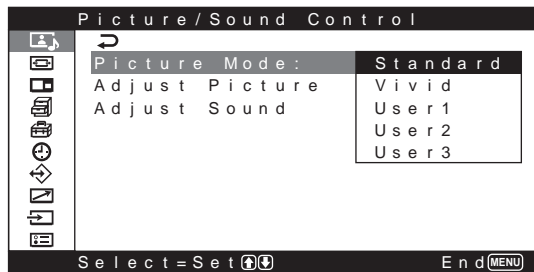 Picture/Sound Control
Picture Mode: Standard
Adjust Picture Vivid
Adjust Sound User1
User2
User3
Select=Set End MENU